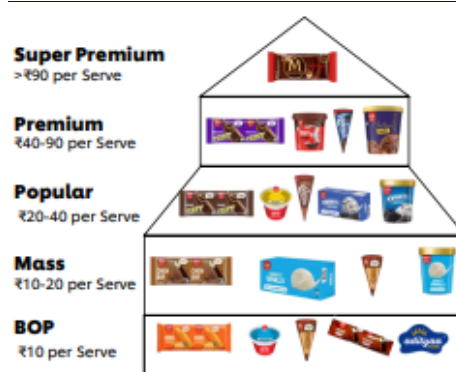 Super Premium
>₹90 per Serve
Premium
₹40-90 per Serve
Popular
₹20-40 per Serve
Mass
₹10-20 per Serve
BOP
₹10 per Serve